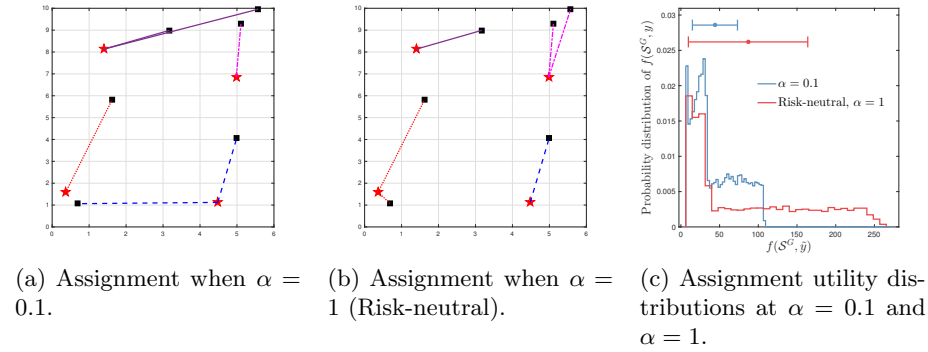 10
9
8
7
6
5
4
3
2
1
0
0 1 2 3 4 5 6
10
9
8
7
6
5
4
3
2
1
0
0 1 2 3 4 5 6
Probability distribution of f(𝒮^G, y)
0.03
0.025
0.02
0.015
0.01
0.005
0
α = 0.1
Risk-neutral, α = 1
0 50 100 150 200 250
f(𝒮^G, ỹ)
(a) Assignment when α =
0.1.
(b) Assignment when α =
1 (Risk-neutral).
(c) Assignment utility dis-
tributions at α = 0.1 and
α = 1.